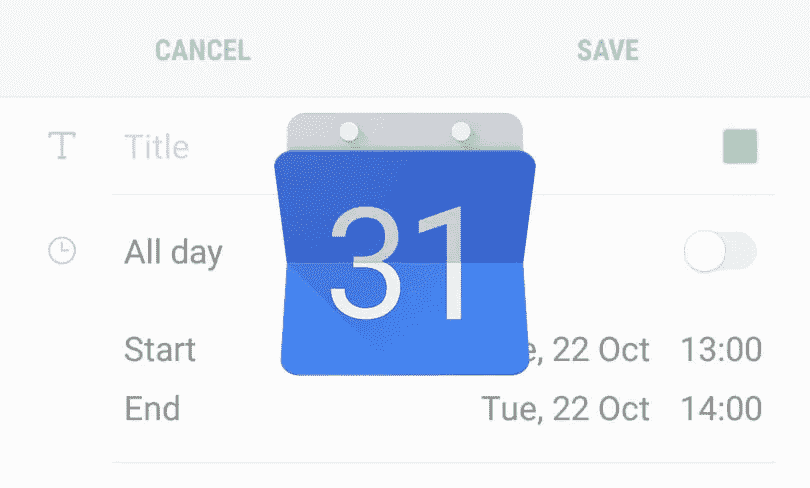 CANCEL SAVE
Title
31
All day
Start e, 22 Oct 13:00
End Tue, 22 Oct 14:00